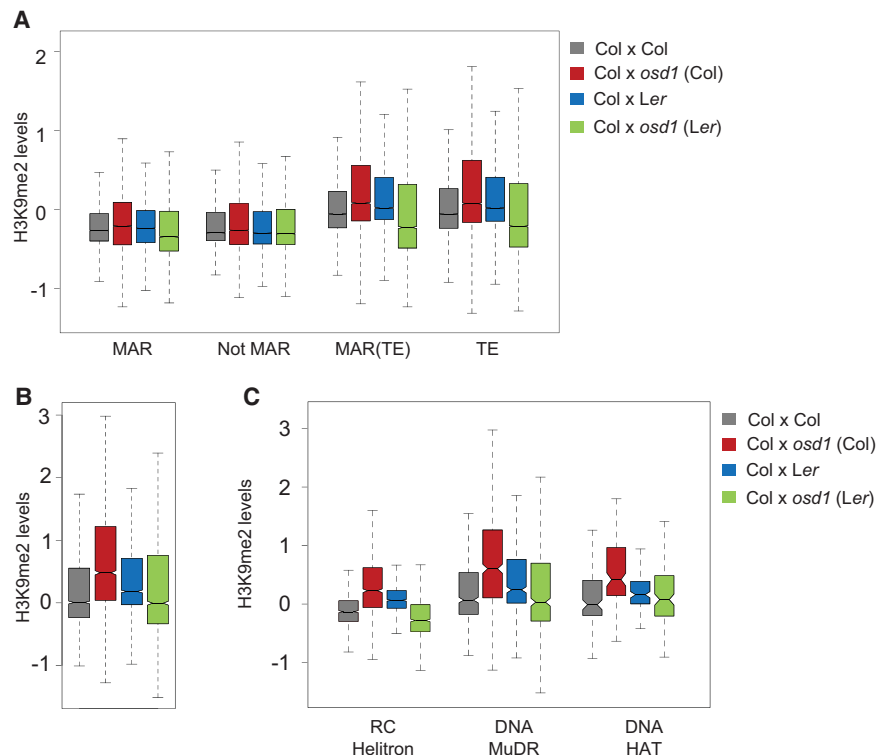 A
H3K9me2 levels
2
1
0
-1
MAR
Not MAR
MAR(TE)
TE
Col x Col
Col x osd1 (Col)
Col x Ler
Col x osd1 (Ler)
B
H3K9me2 levels
3
2
1
0
-1
C
H3K9me2 levels
3
2
1
0
-1
RC
Helitron
DNA
MuDR
DNA
HAT
Col x Col
Col x osd1 (Col)
Col x Ler
Col x osd1 (Ler)